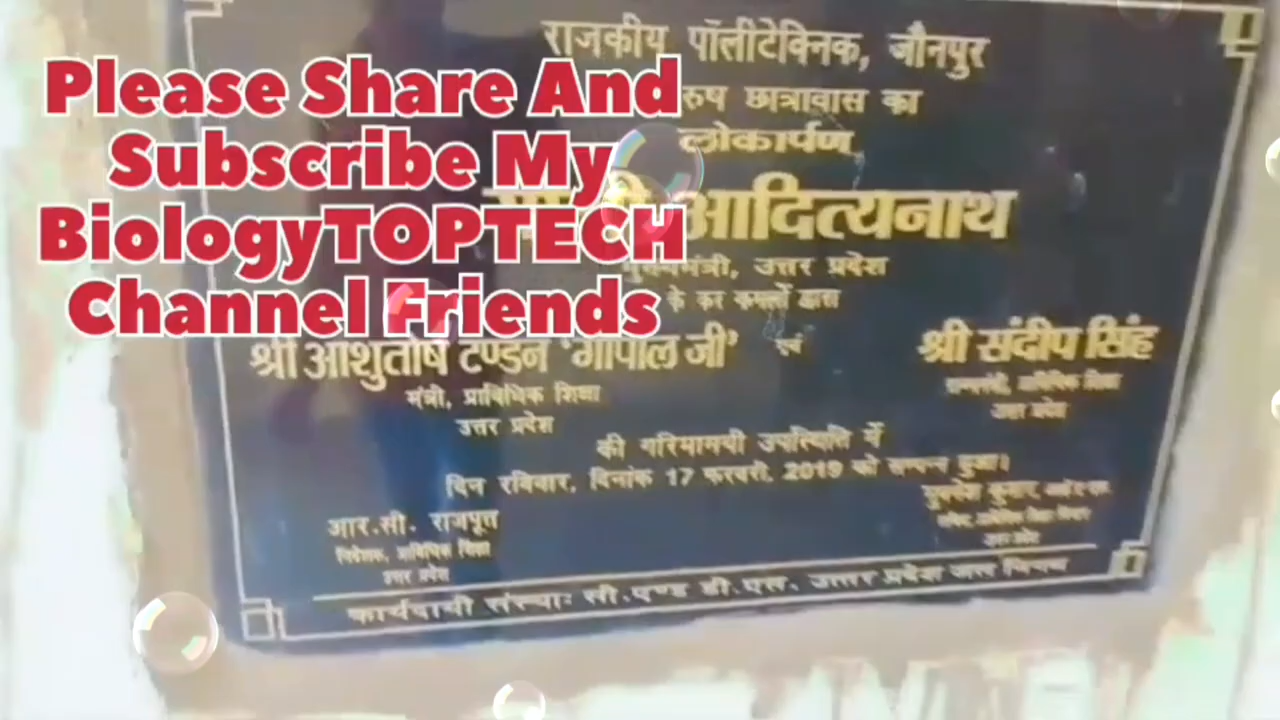 Please Share And
Subscribe My
BiologyTOPTECH
Channel Friends
राजकीय पॉलीटेक्निक, जौनपुर
छात्रावास का
लोकार्पण
आदित्यनाथ
मुख्यमंत्री, उत्तर प्रदेश
के कर कमलों द्वारा
श्री आशुतोष टण्डन 'गोपाल जी' एवं श्री संदीप सिंह
मंत्री, प्राविधिक शिक्षा
उत्तर प्रदेश
राज्यमंत्री, प्राविधिक शिक्षा
उत्तर प्रदेश
की गरिमामयी उपस्थिति में
दिन रविवार, दिनांक 17 फरवरी, 2019 को सम्पन्न हुआ।
आर.सी. राजपूत
निदेशक, प्राविधिक शिक्षा
उत्तर प्रदेश
कुमार,
सचिव, प्राविधिक शिक्षा विभाग
उत्तर प्रदेश
कार्यदायी संस्था: सी.एण्ड डी.एस. उत्तर प्रदेश जल निगम